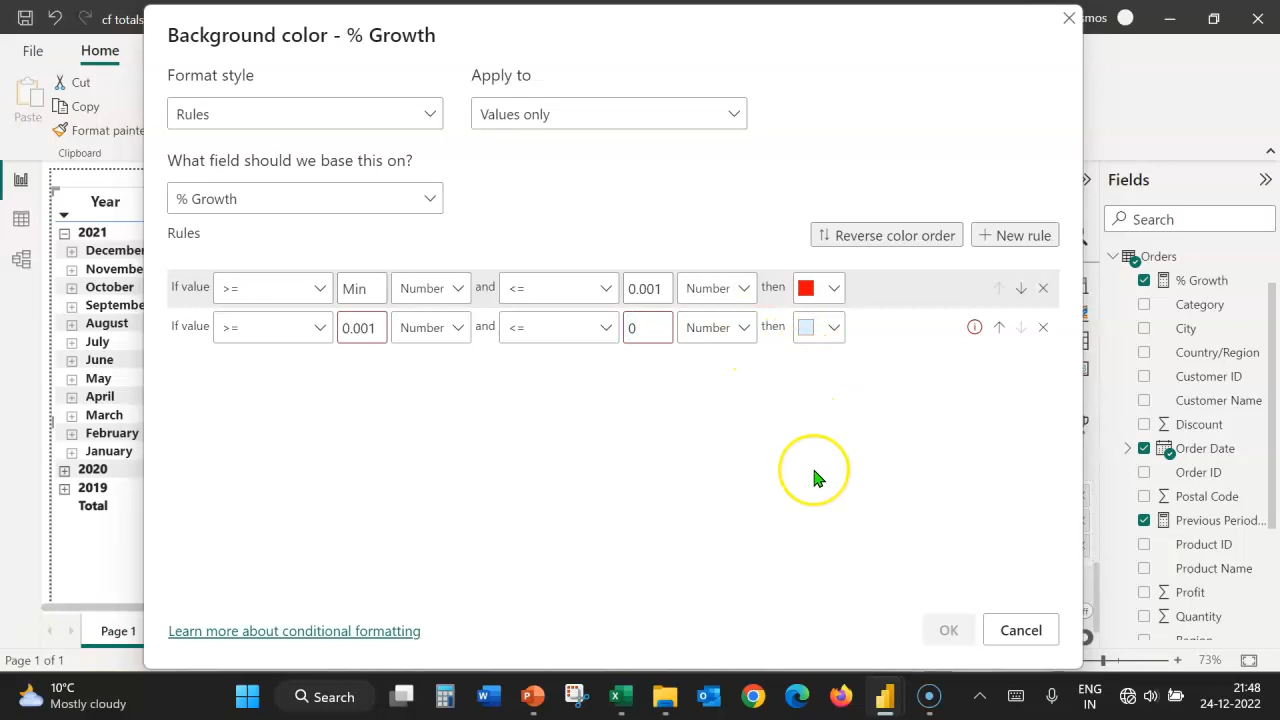 cf totals
smos
Background color - % Growth
File
Home
Cut
Copy
Paste
Format painte
Clipboard
Format style
Apply to
Rules
Values only
What field should we base this on?
% Growth
Rules
Reverse color order
New rule
If value >= Min Number and <= 0.001 Number then
If value >= 0.001 Number and <= 0 Number then
Learn more about conditional formatting
OK
Cancel
Year
2021
December
November
October
September
August
July
June
May
April
March
February
January
2020
2019
Total
Page 1
Page 1 of 1
Fields
Search
Orders
% Growth
Category
City
Country/Region
Customer ID
Customer Name
Discount
Order Date
Order ID
Postal Code
Previous Period...
Product ID
Product Name
Profit
Quantity
73%
10°C
Mostly cloudy
Search
ENG
IN
21:48
24-12-2022